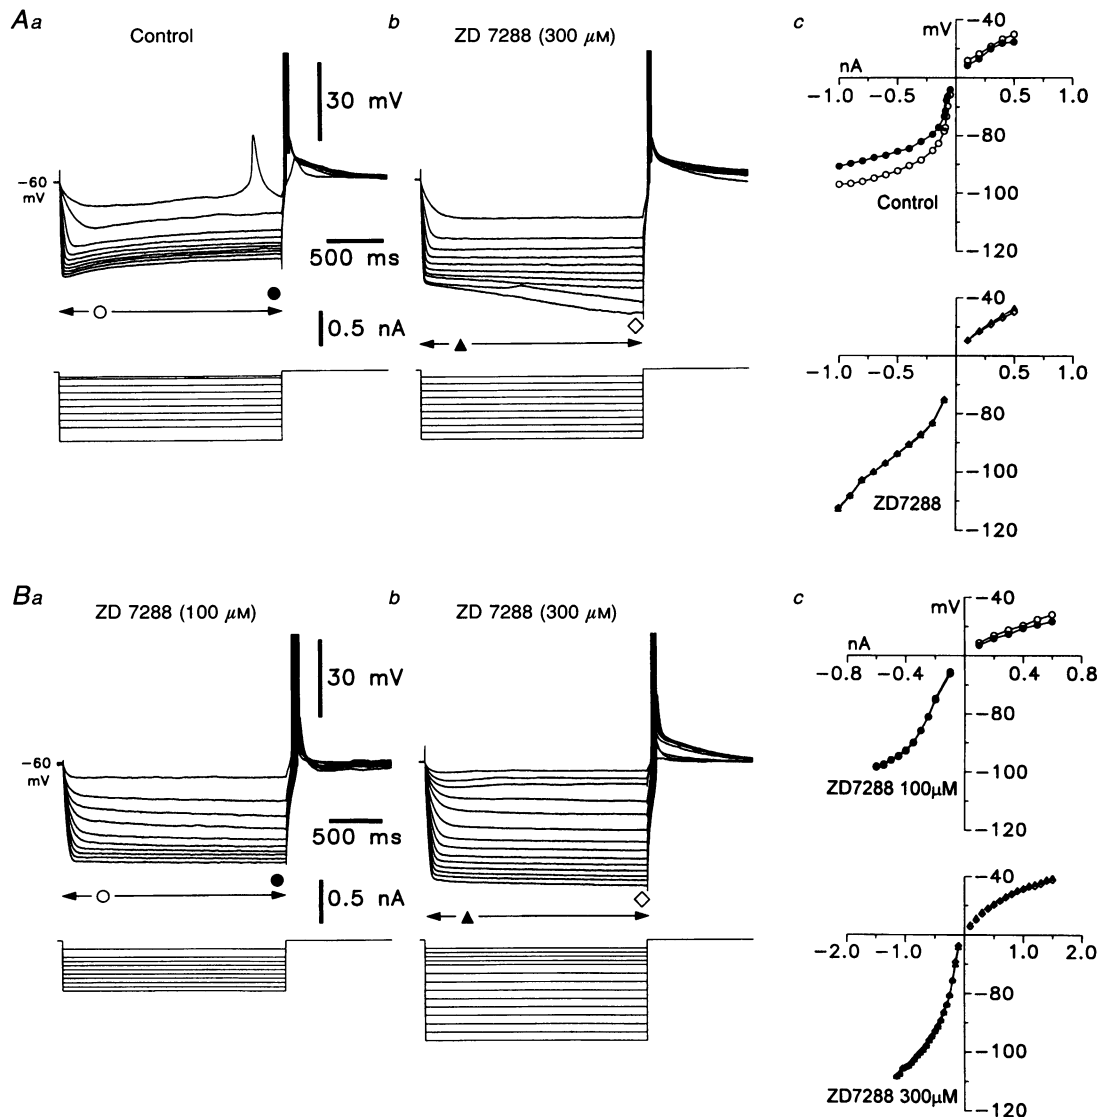 Aa
Control
30 mV
−60
mV
500 ms
0.5 nA
b
ZD 7288 (300 μM)
c
mV
−40
nA
−1.0 −0.5
0.5 1.0
−80
−100
Control
−120
−40
−1.0 −0.5
0.5 1.0
−80
−100
ZD7288
−120
Ba
ZD 7288 (100 μM)
30 mV
−60
mV
500 ms
0.5 nA
b
ZD 7288 (300 μM)
c
mV
−40
nA
−0.8 −0.4
0.4 0.8
−80
−100
ZD7288 100μM
−120
−40
−2.0 −1.0
1.0 2.0
−80
−100
ZD7288 300μM
−120